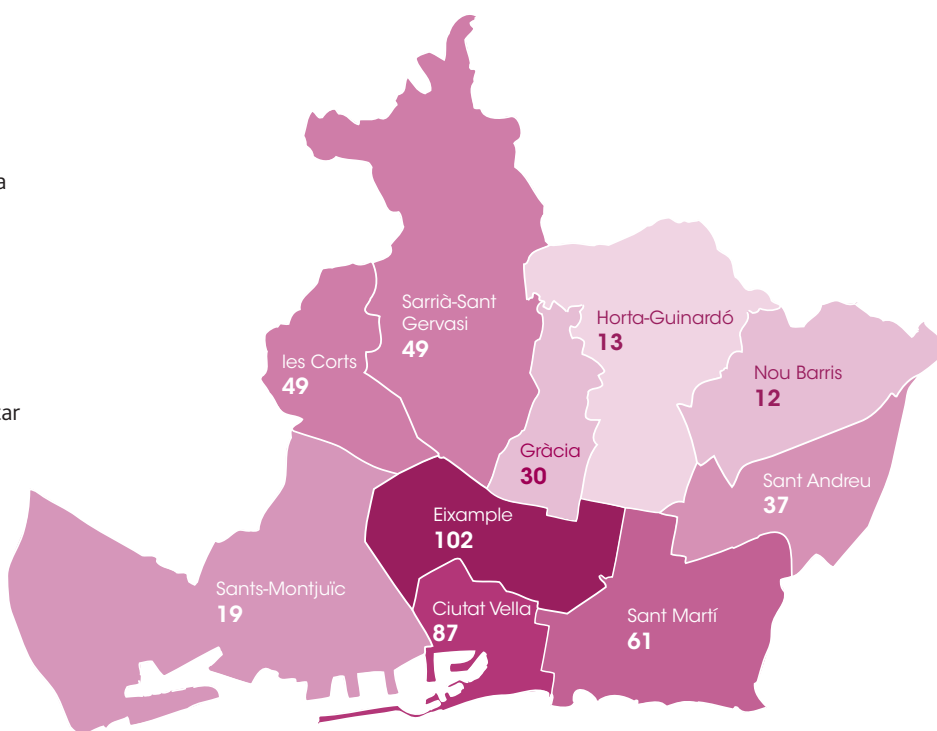 a
tar
Sarrià-Sant
Gervasi
49
les Corts
49
Horta-Guinardó
13
Nou Barris
12
Gràcia
30
Sant Andreu
37
Eixample
102
Sants-Montjuïc
19
Ciutat Vella
87
Sant Martí
61